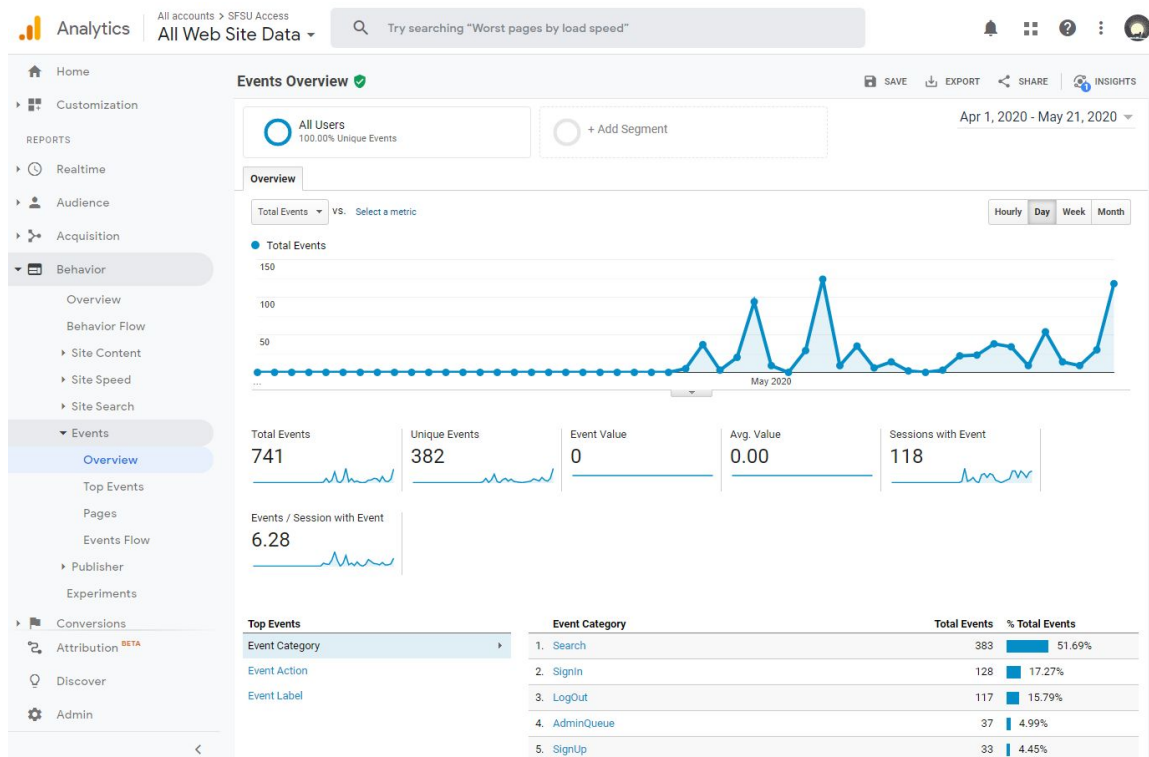 Analytics
All accounts > SFSU Access
All Web Site Data
Try searching "Worst pages by load speed"
Home
Customization
REPORTS
Realtime
Audience
Acquisition
Behavior
Overview
Behavior Flow
Site Content
Site Speed
Site Search
Events
Overview
Top Events
Pages
Events Flow
Publisher
Experiments
Conversions
Attribution BETA
Discover
Admin
Events Overview
SAVE
EXPORT
SHARE
1
INSIGHTS
All Users
100.00% Unique Events
+ Add Segment
Apr 1, 2020 - May 21, 2020
Overview
Total Events
VS.
Select a metric
Hourly
Day
Week
Month
Total Events
150
100
50
...
May 2020
Total Events
741
Unique Events
382
Event Value
0
Avg. Value
0.00
Sessions with Event
118
Events / Session with Event
6.28
Top Events
Event Category
Event Action
Event Label
Event Category Total Events % Total Events
1. Search 383 51.69%
2. SignIn 128 17.27%
3. LogOut 117 15.79%
4. AdminQueue 37 4.99%
5. SignUp 33 4.45%